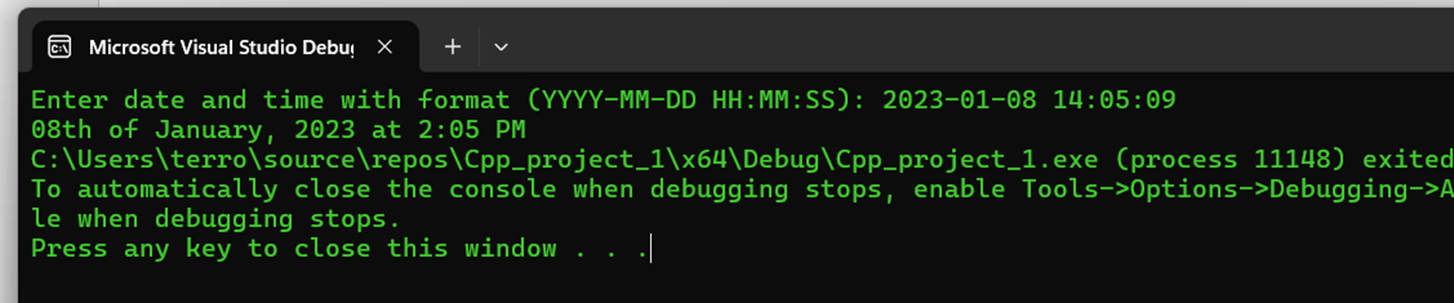 Microsoft Visual Studio Debug
Enter date and time with format (YYYY-MM-DD HH:MM:SS): 2023-01-08 14:05:09
08th of January, 2023 at 2:05 PM
C:\Users\terro\source\repos\Cpp_project_1\x64\Debug\Cpp_project_1.exe (process 11148) exited
To automatically close the console when debugging stops, enable Tools->Options->Debugging->A
le when debugging stops.
Press any key to close this window . . .